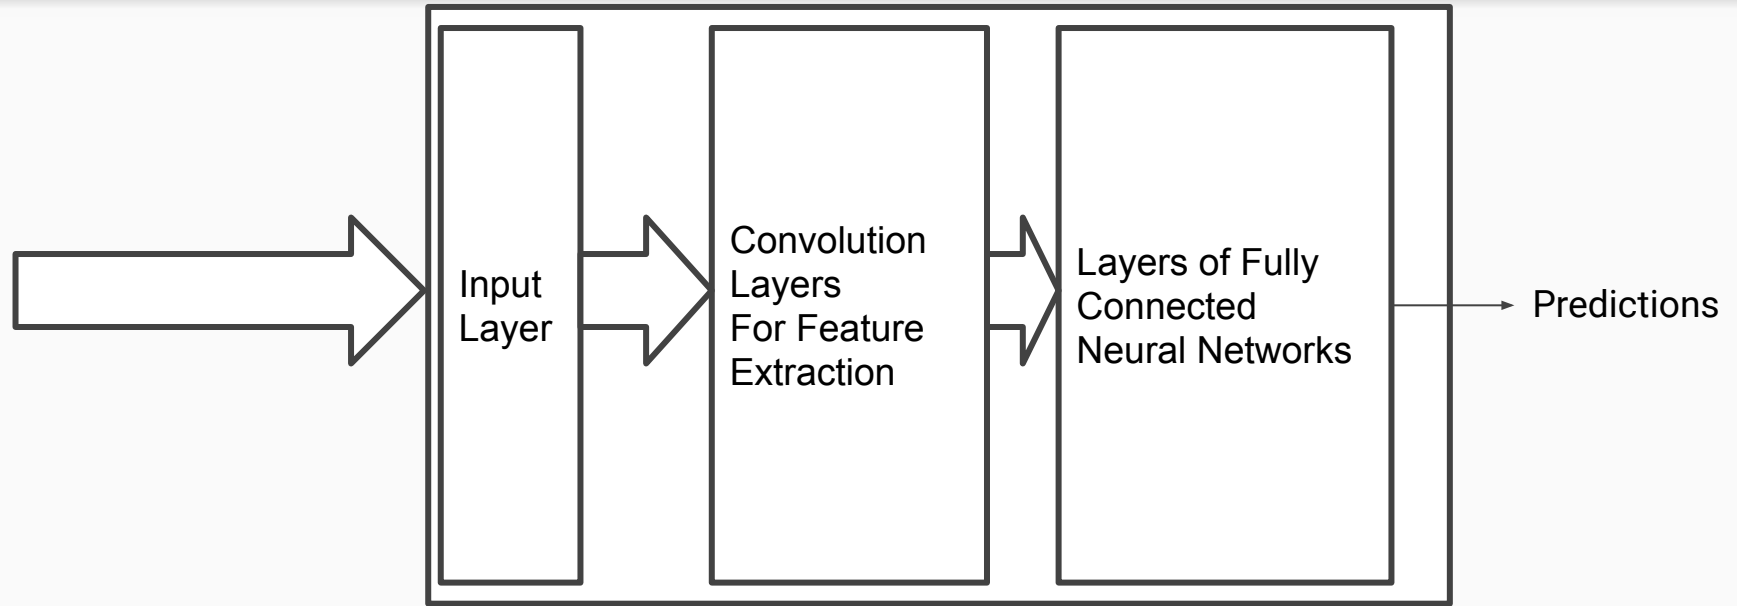 Input
Layer
Convolution
Layers
For Feature
Extraction
Layers of Fully
Connected
Neural Networks
Predictions